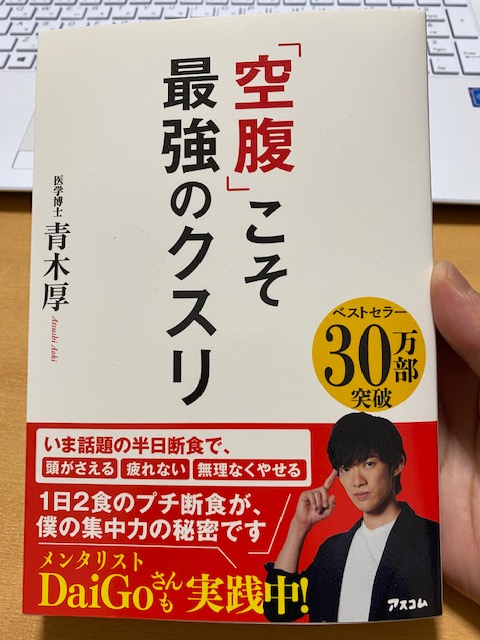 「空腹」こそ
最強のクスリ
医学博士 青木厚
Atsushi Aoki
ベストセラー
30万部
突破
いま話題の半日断食で、
頭がさえる 疲れない 無理なくやせる
1日2食のプチ断食が、
僕の集中力の秘密です
メンタリスト
DaiGoさんも実践中!
アスコム